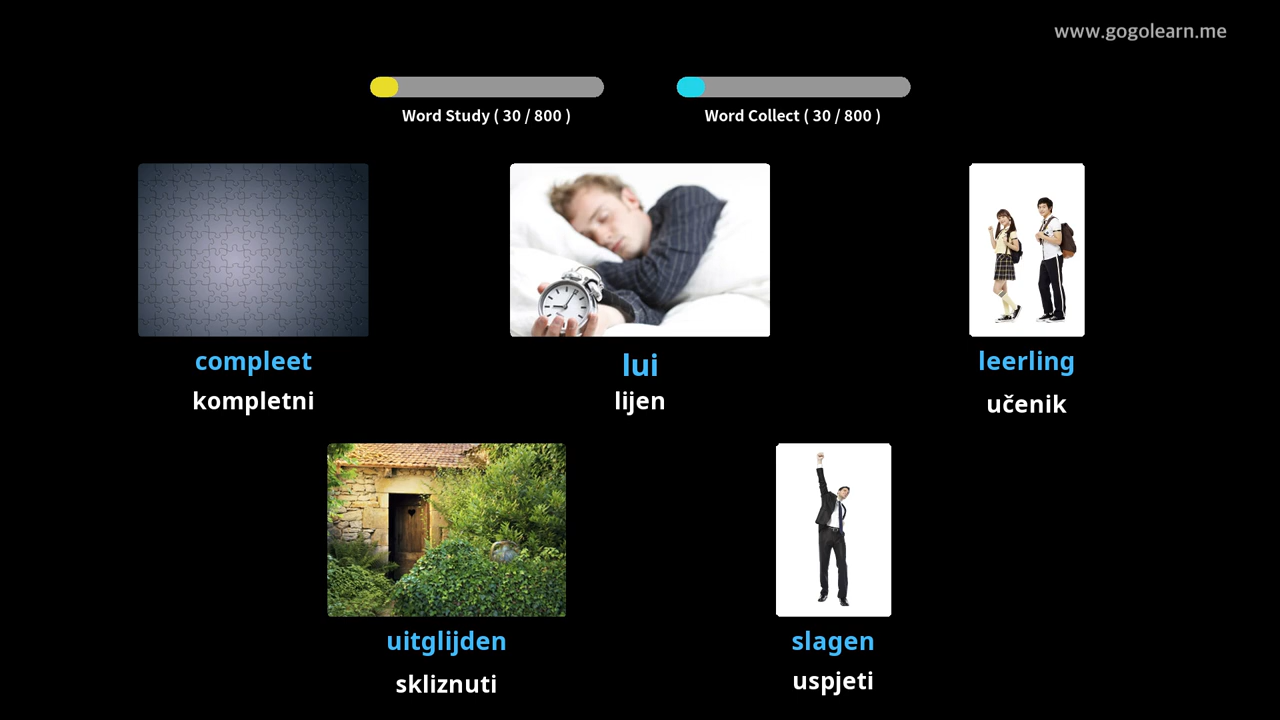 www.gogolearn.me
Word Study ( 30 / 800 )
Word Collect ( 30 / 800 )
compleet
kompletni
lui
lijen
leerling
učenik
uitglijden
skliznuti
slagen
uspjeti